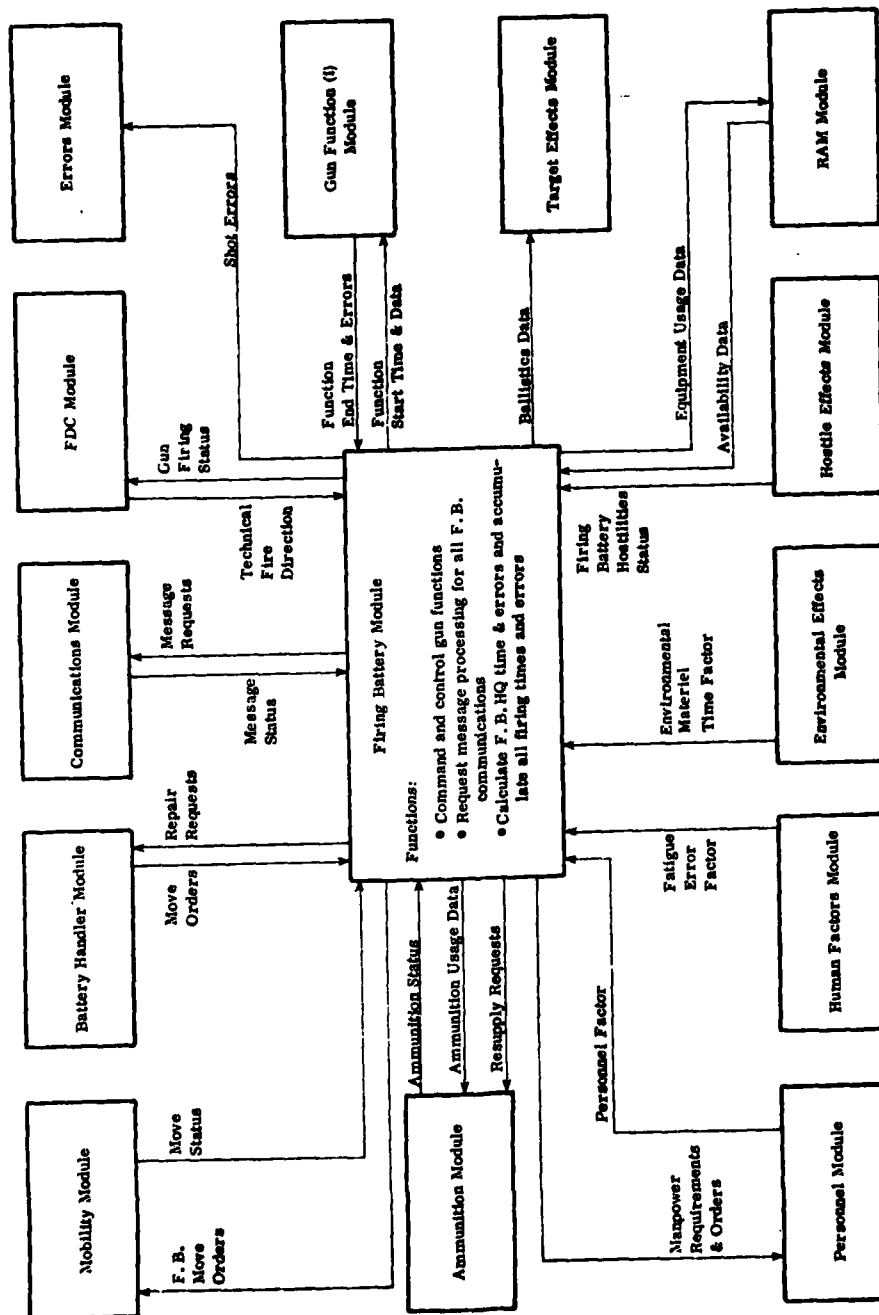 Mobility Module
Battery Handler Module
Communications Module
FDC Module
Errors Module
F.B.
Move
Orders
Move Status
Move
Orders
Repair
Requests
Message
Status
Message
Requests
Technical
Fire
Direction
Gun
Firing
Status
Shot Errors
Ammunition Module
Ammunition Status
Ammunition Usage Data
Resupply Requests
Firing Battery Module
Functions:
• Command and control gun functions
• Request message processing for all F.B.
communications
• Calculate F.B. HQ time & errors and accumu-
late all firing times and errors
Function
End Time & Errors
Function
Start Time & Data
Gun Function (i)
Module
Ballistics Data
Target Effects Module
Manpower
Requirements
& Orders
Personnel Factor
Fatigue
Error
Factor
Environmental
Materiel
Time Factor
Firing
Battery
Hostilities
Status
Equipment Usage Data
Availability Data
Personnel Module
Human Factors Module
Environmental Effects
Module
Hostile Effects Module
RAM Module